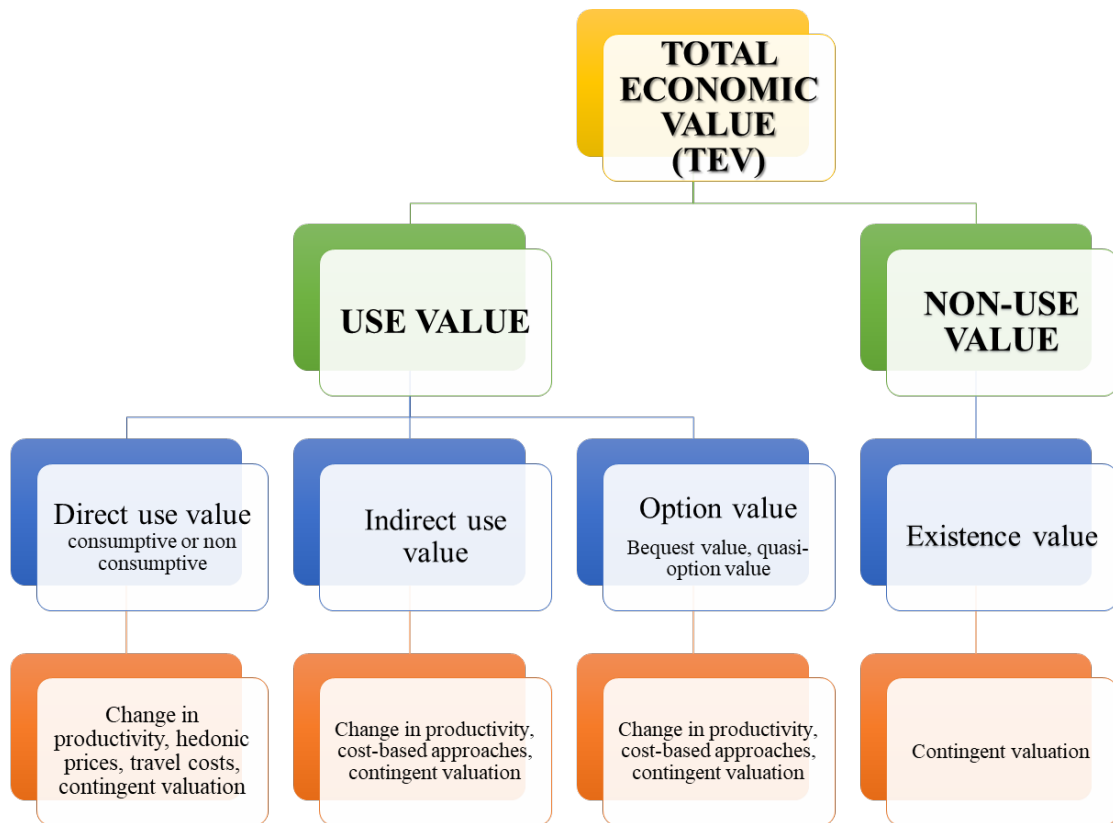 TOTAL
ECONOMIC
VALUE
(TEV)
USE VALUE
NON-USE
VALUE
Direct use value
consumptive or non
consumptive
Indirect use
value
Option value
Bequest value, quasi-
option value
Existence value
Change in
productivity, hedonic
prices, travel costs,
contingent valuation
Change in productivity,
cost-based approaches,
contingent valuation
Change in productivity,
cost-based approaches,
contingent valuation
Contingent valuation